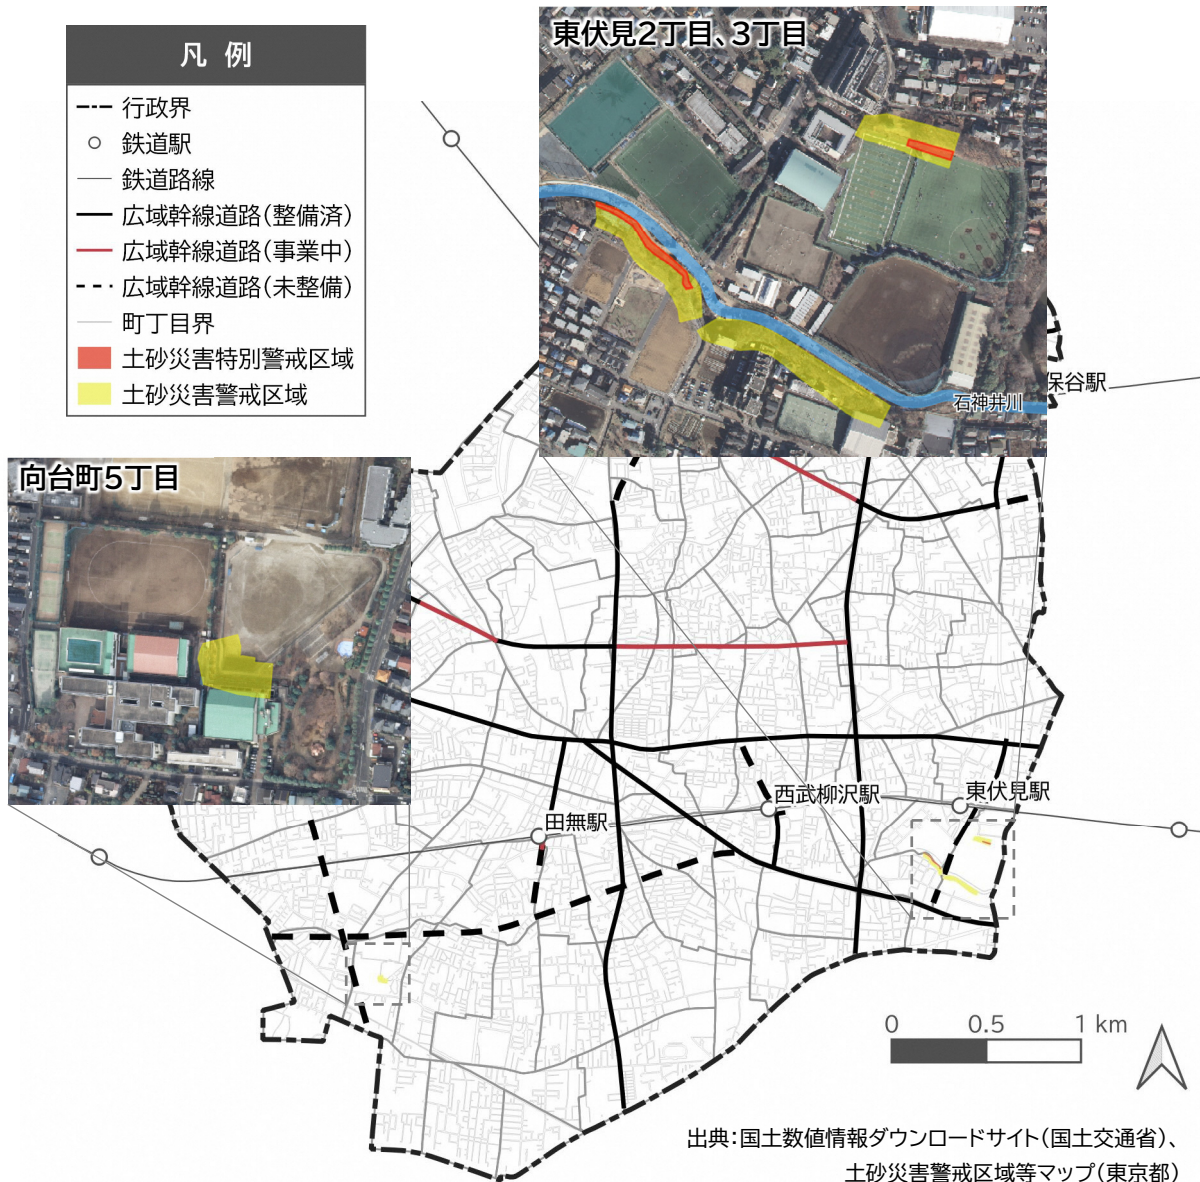 凡 例
行政界
鉄道駅
鉄道路線
広域幹線道路(整備済)
広域幹線道路(事業中)
広域幹線道路(未整備)
町丁目界
土砂災害特別警戒区域
土砂災害警戒区域
東伏見2丁目、3丁目
石神井川
保谷駅
向台町5丁目
西武柳沢駅
東伏見駅
田無駅
0 0.5 1 km
出典:国土数値情報ダウンロードサイト(国土交通省)、
土砂災害警戒区域等マップ(東京都)